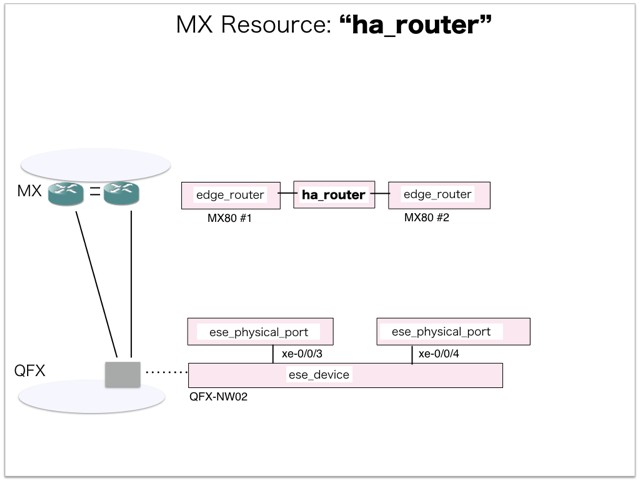 MX Resource: “ha_router”
MX
edge_router
ha_router
edge_router
MX80 #1
MX80 #2
ese_physical_port
ese_physical_port
xe-0/0/3
xe-0/0/4
QFX
ese_device
QFX-NW02